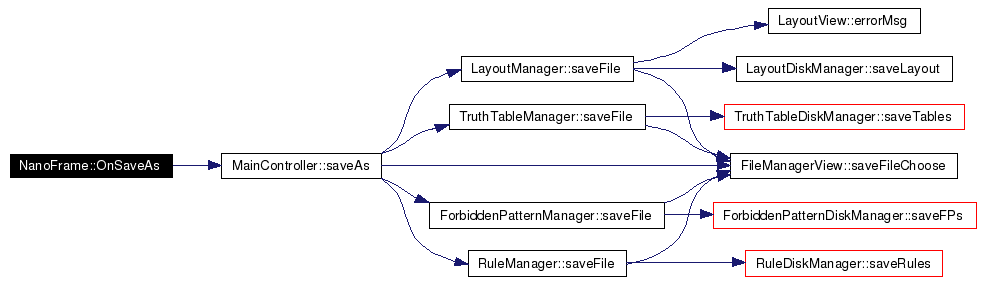 LayoutView::errorMsg
LayoutManager::saveFile
LayoutDiskManager::saveLayout
TruthTableManager::saveFile
TruthTableDiskManager::saveTables
NanoFrame::OnSaveAs
MainController::saveAs
FileManagerView::saveFileChoose
ForbiddenPatternManager::saveFile
ForbiddenPatternDiskManager::saveFPs
RuleManager::saveFile
RuleDiskManager::saveRules